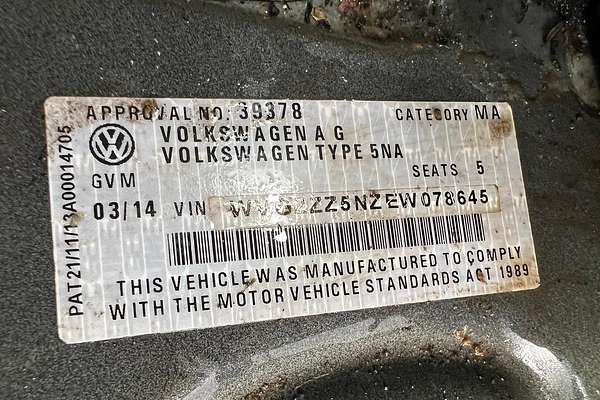 APPROVAL NO: 39378 CATEGORY MA
VOLKSWAGEN A G
VOLKSWAGEN TYPE 5NA
GVM SEATS 5
03/14 VIN
THIS VEHICLE WAS MANUFACTURED TO COMPLY
WITH THE MOTOR VEHICLE STANDARDS ACT 1989
PAT21/11/13A00014705